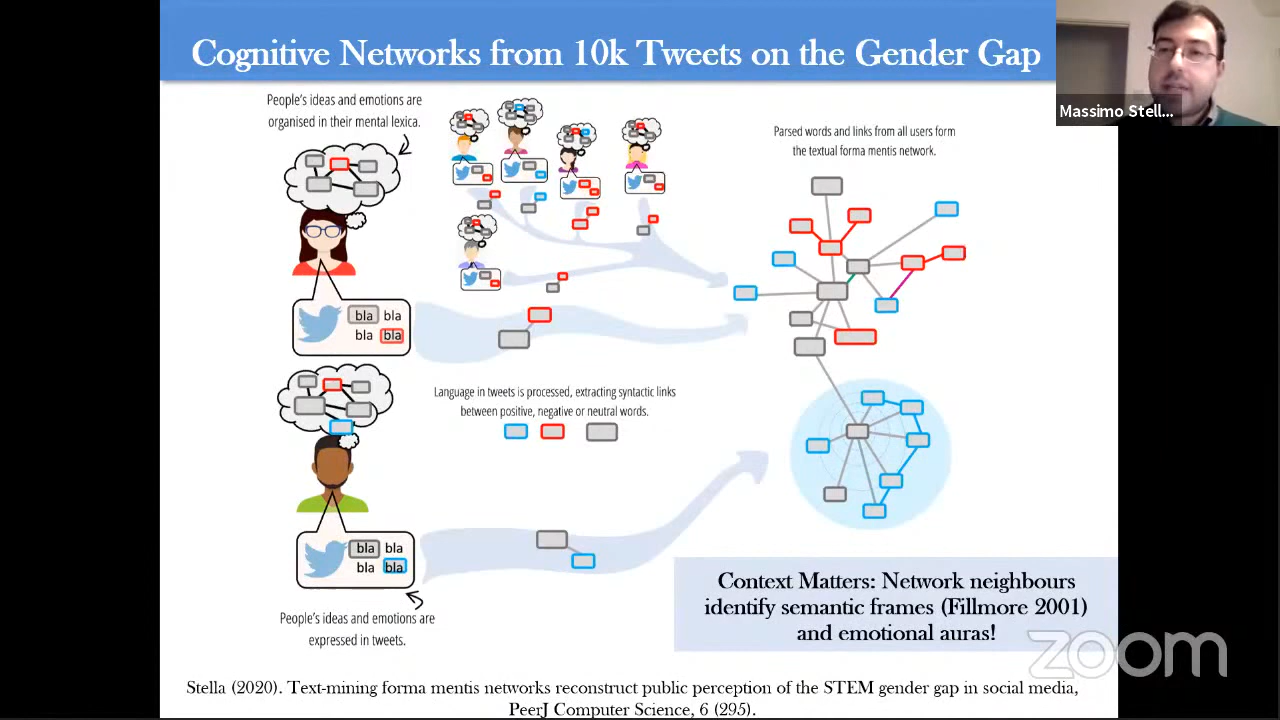 Cognitive Networks from 10k Tweets on the Gender Gap
Massimo Stell...
People's ideas and emotions are
organised in their mental lexica.
Parsed words and links from all users form
the textual forma mentis network.
bla bla
bla bla
Language in tweets is processed, extracting syntactic links
between positive, negative or neutral words.
bla bla
bla bla
People's ideas and emotions are
expressed in tweets.
Context Matters: Network neighbours
identify semantic frames (Fillmore 2001)
and emotional auras!
zoom
Stella (2020). Text-mining forma mentis networks reconstruct public perception of the STEM gender gap in social media,
PeerJ Computer Science, 6 (295).